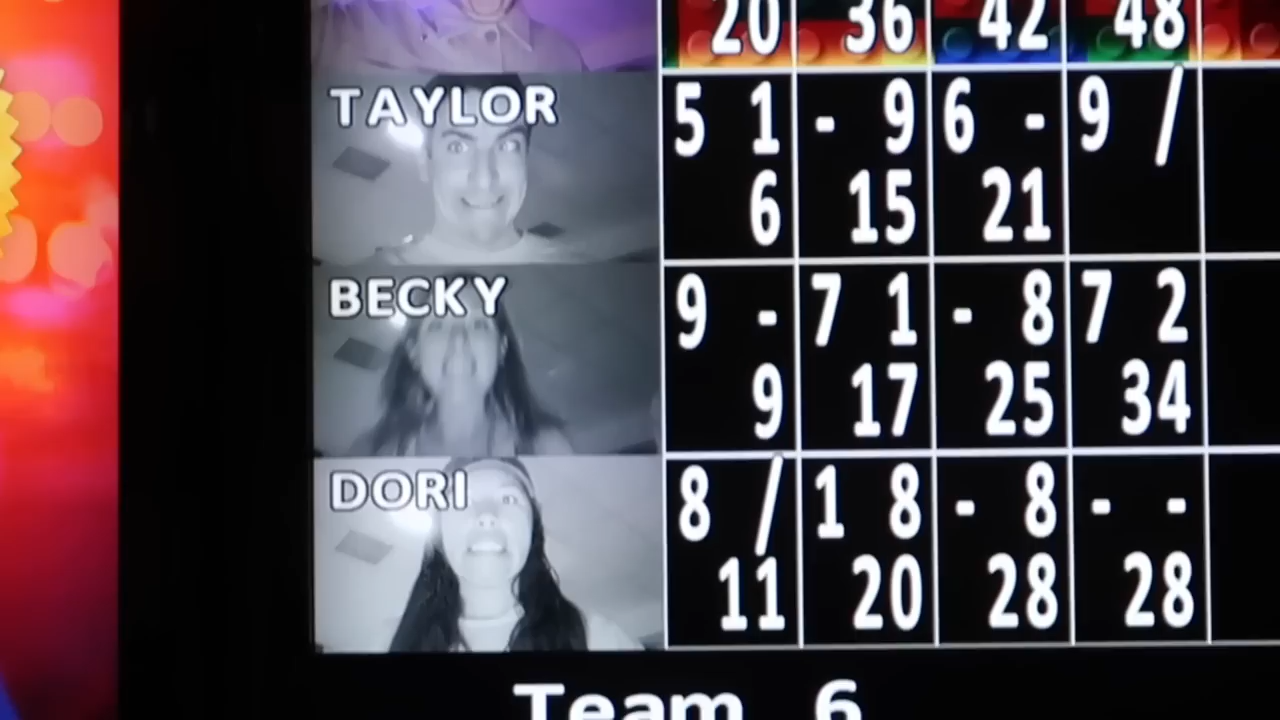 20 36 42 48
TAYLOR 5 1 - 9 6 - 9 /
6 15 21
BECKY 9 - 7 1 - 8 7 2
9 17 25 34
DORI 8 / 1 8 - 8 - -
11 20 28 28
Team 6